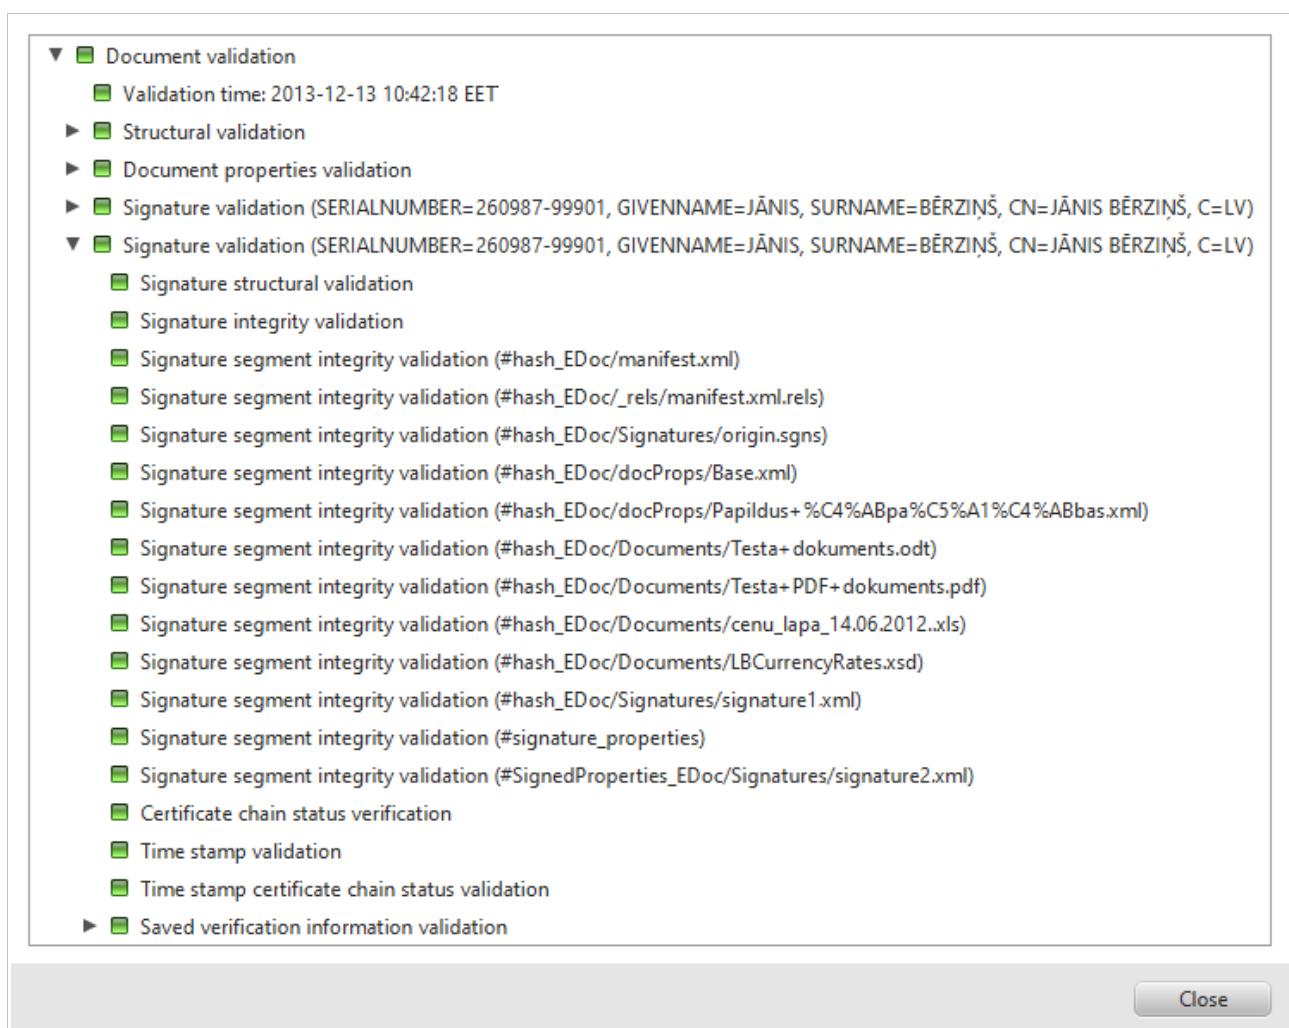 Document validation
Validation time: 2013-12-13 10:42:18 EET
Structural validation
Document properties validation
Signature validation (SERIALNUMBER=260987-99901, GIVENNAME=JĀNIS, SURNAME=BĒRZIŅŠ, CN=JĀNIS BĒRZIŅŠ, C=LV)
Signature validation (SERIALNUMBER=260987-99901, GIVENNAME=JĀNIS, SURNAME=BĒRZIŅŠ, CN=JĀNIS BĒRZIŅŠ, C=LV)
Signature structural validation
Signature integrity validation
Signature segment integrity validation (#hash_EDoc/manifest.xml)
Signature segment integrity validation (#hash_EDoc/_rels/manifest.xml.rels)
Signature segment integrity validation (#hash_EDoc/Signatures/origin.sgns)
Signature segment integrity validation (#hash_EDoc/docProps/Base.xml)
Signature segment integrity validation (#hash_EDoc/docProps/Papildus+%C4%ABpa%C5%A1%C4%ABbas.xml)
Signature segment integrity validation (#hash_EDoc/Documents/Testa+dokuments.odt)
Signature segment integrity validation (#hash_EDoc/Documents/Testa+PDF+dokuments.pdf)
Signature segment integrity validation (#hash_EDoc/Documents/cenu_lapa_14.06.2012..xls)
Signature segment integrity validation (#hash_EDoc/Documents/LBCurrencyRates.xsd)
Signature segment integrity validation (#hash_EDoc/Signatures/signature1.xml)
Signature segment integrity validation (#signature_properties)
Signature segment integrity validation (#SignedProperties_EDoc/Signatures/signature2.xml)
Certificate chain status verification
Time stamp validation
Time stamp certificate chain status validation
Saved verification information validation
Close